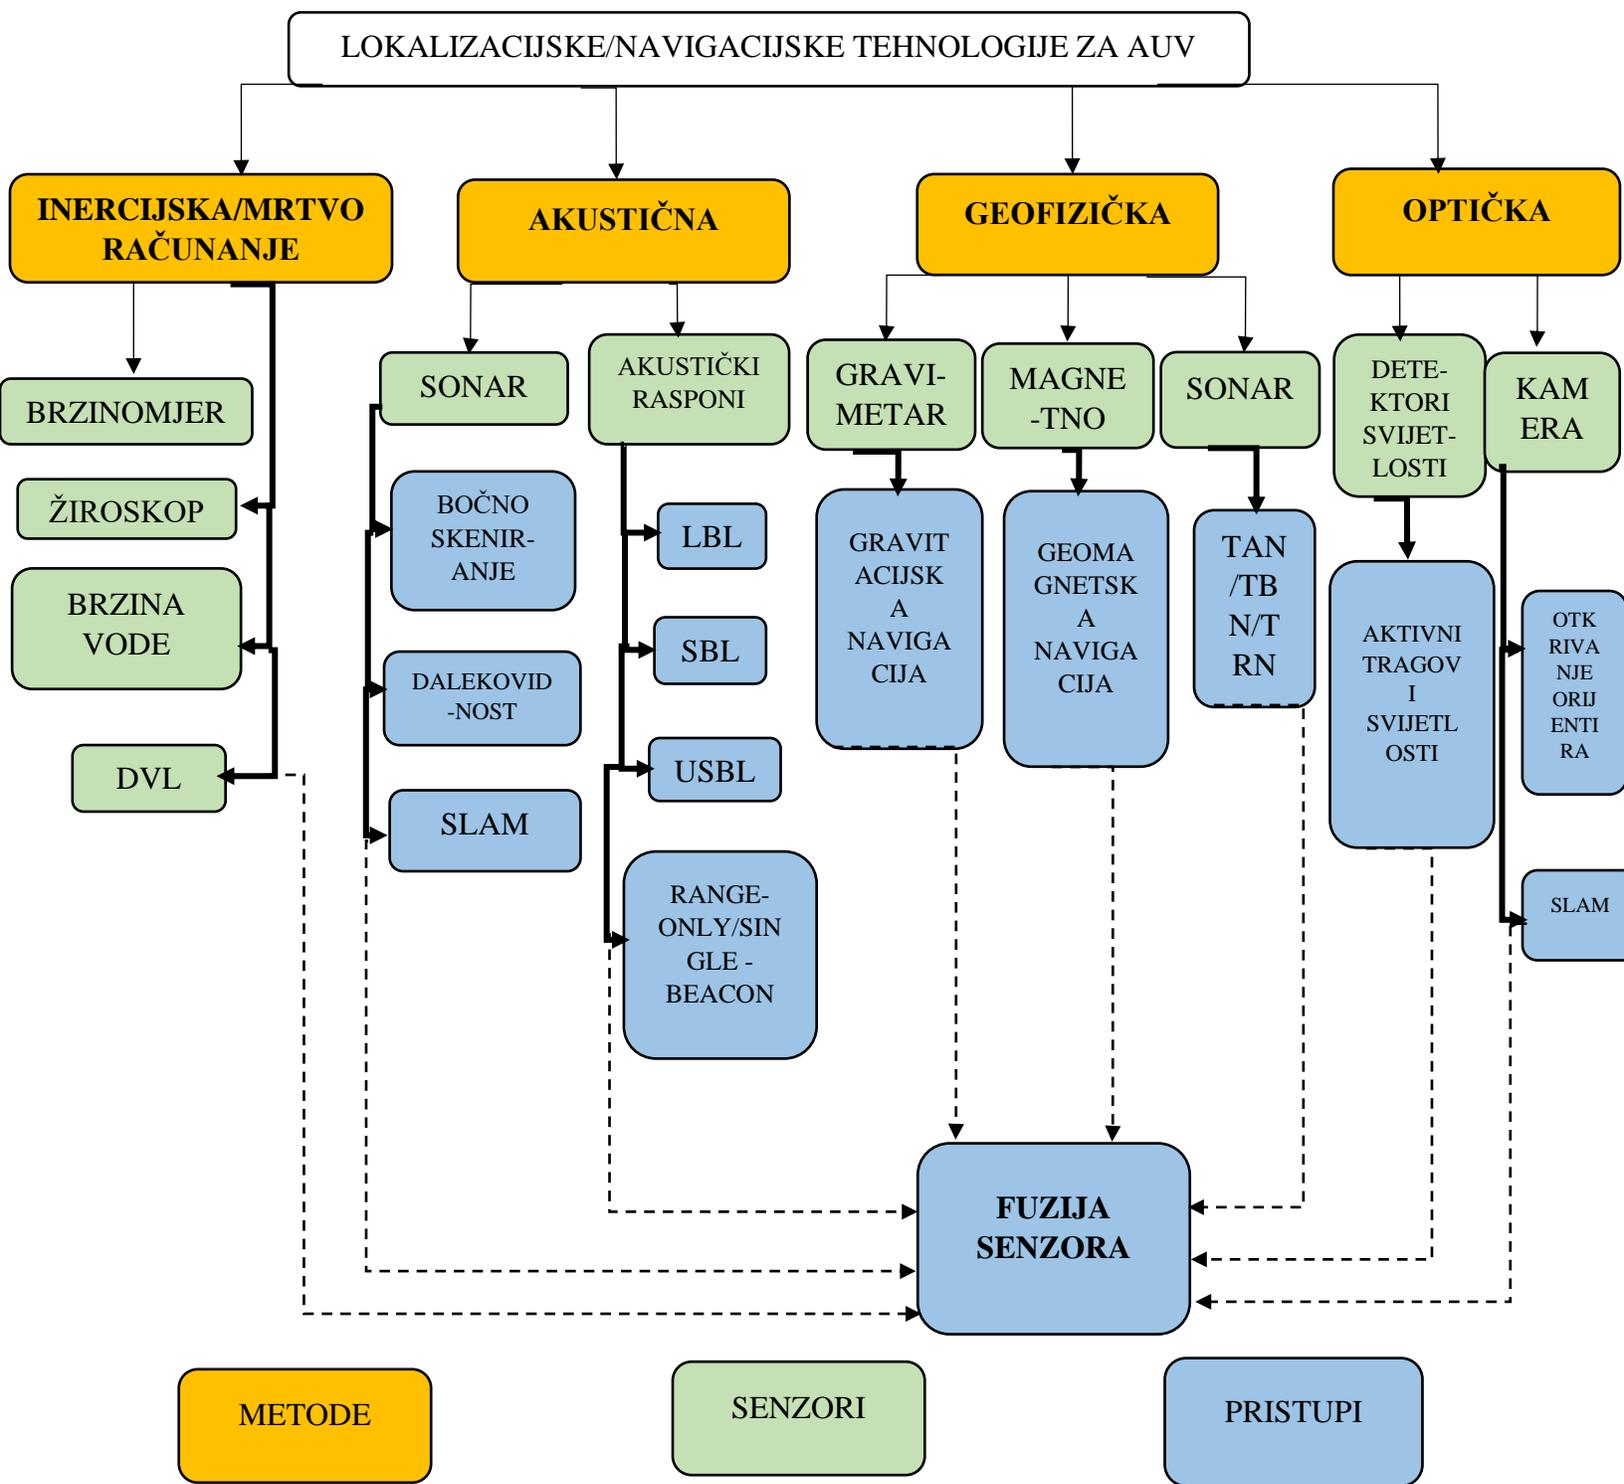 LOKALIZACIJSKE/NAVIGACIJSKE TEHNOLOGIJE ZA AUV
INERCIJSKA/MRTVO
RAČUNANJE
AKUSTIČNA
GEOFIZIČKA
OPTIČKA
BRZINOMJER
ŽIROSKOP
BRZINA
VODE
DVL
SONAR
BOČNO
SKENIR-
ANJE
DALEKOVID
-NOST
SLAM
AKUSTIČKI
RASPONI
LBL
SBL
USBL
RANGE-
ONLY/SIN
GLE -
BEACON
GRAVI-
METAR
GRAVIT
ACIJSK
A
NAVIGA
CIJA
MAGNE
-TNO
GEOMA
GNETSK
A
NAVIGA
CIJA
SONAR
TAN
/TB
N/T
RN
DETE-
KTORI
SVIJET-
LOSTI
AKTIVNI
TRAGOV
I
SVIJETL
OSTI
KAM
ERA
OTK
RIVA
NJE
ORIJ
ENTI
RA
SLAM
FUZIJA
SENZORA
METODE
SENZORI
PRISTUPI